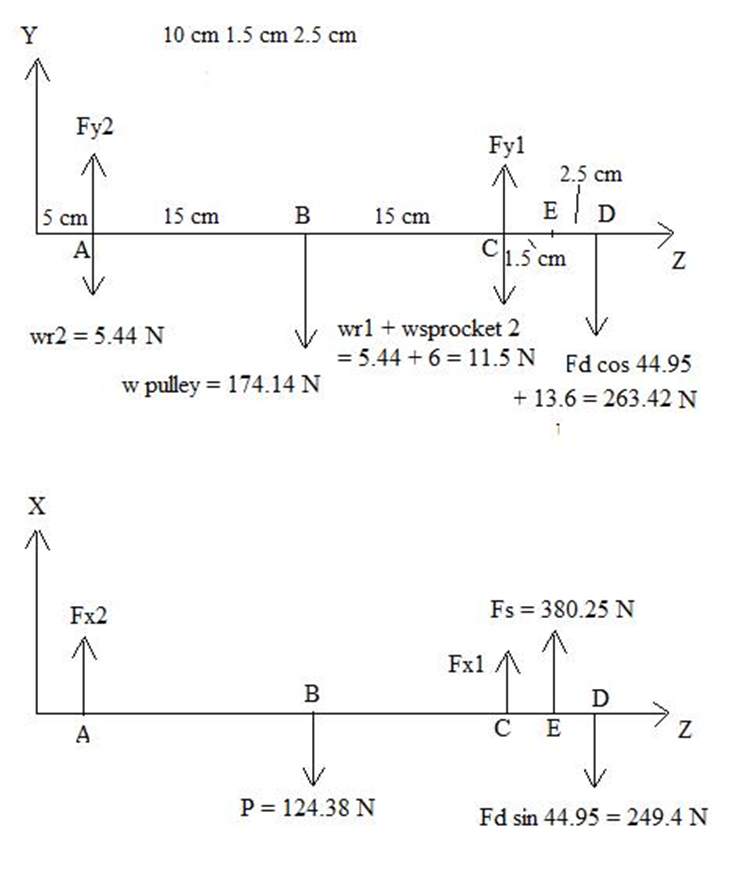 Y
10 cm 1.5 cm 2.5 cm
Fy2
Fy1
2.5 cm
5 cm
15 cm
B
15 cm
E
D
A
C
1.5 cm
Z
wr2 = 5.44 N
wr1 + wsprocket 2
= 5.44 + 6 = 11.5 N
w pulley = 174.14 N
Fd cos 44.95
+ 13.6 = 263.42 N
X
Fx2
Fs = 380.25 N
Fx1
B
D
A
C
E
Z
P = 124.38 N
Fd sin 44.95 = 249.4 N